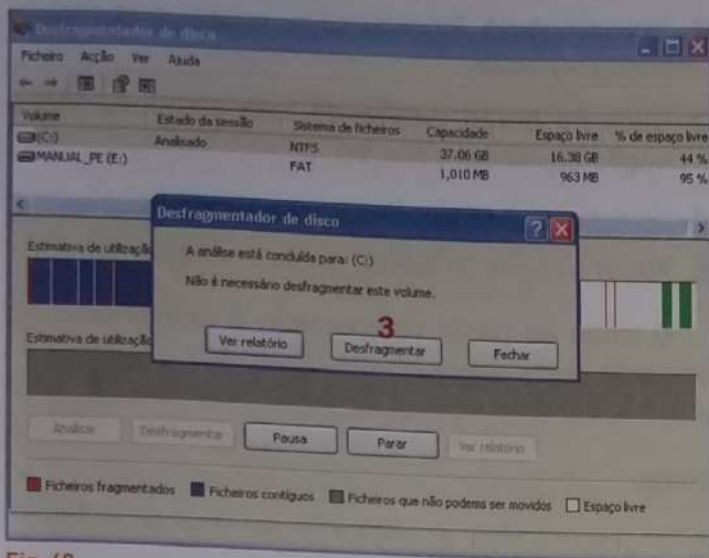 Desfragmentador de disco
Ficheiro Acção Ver Ajuda
Volume Estado da sessão Sistema de ficheiros Capacidade Espaço livre % de espaço livre
(C:) Analisado NTFS 37.06 GB 16.38 GB 44 %
MANUAL_PE (E:) FAT 1,010 MB 963 MB 95 %
Desfragmentador de disco
A análise está concluída para: (C:)
Não é necessário desfragmentar este volume.
3
Ver relatório Desfragmentar Fechar
Estimativa de utilização
Estimativa de utilização
Analisar Desfragmentar Pausa Parar Ver relatório
Ficheiros fragmentados Ficheiros contíguos Ficheiros que não podems ser movidos Espaço livre